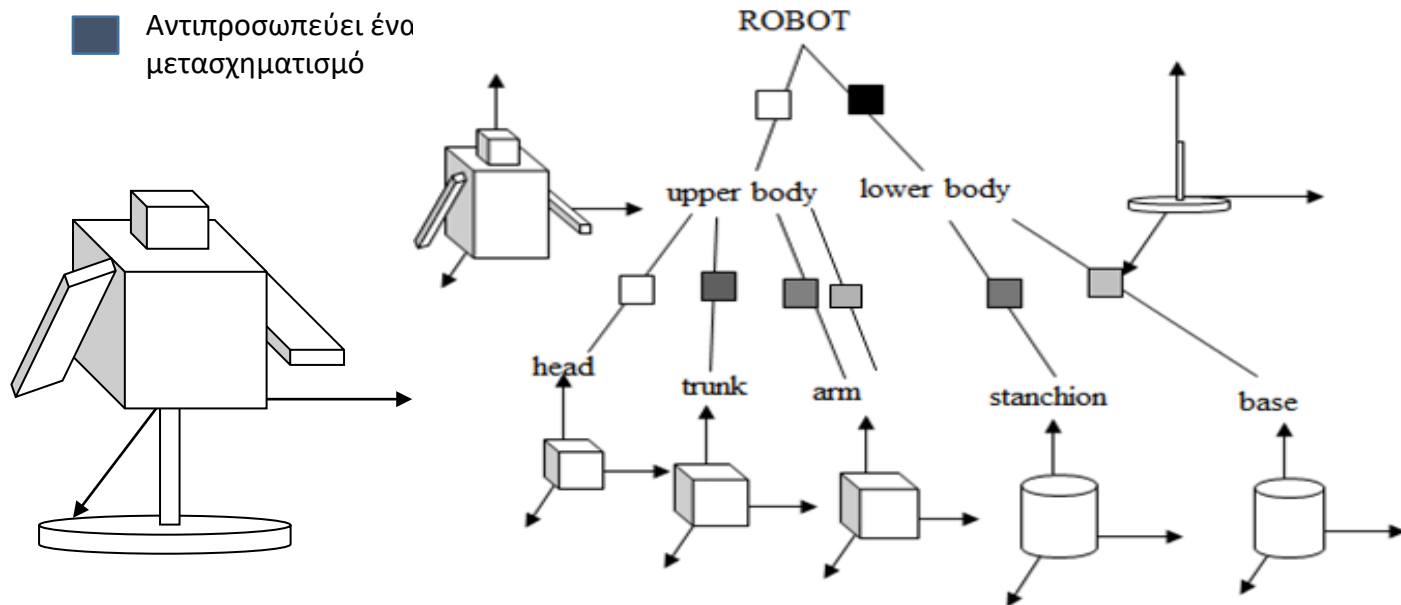 Αντιπροσωπεύει ένα
μετασχηματισμό
ROBOT
upper body
lower body
head
trunk
arm
stanchion
base